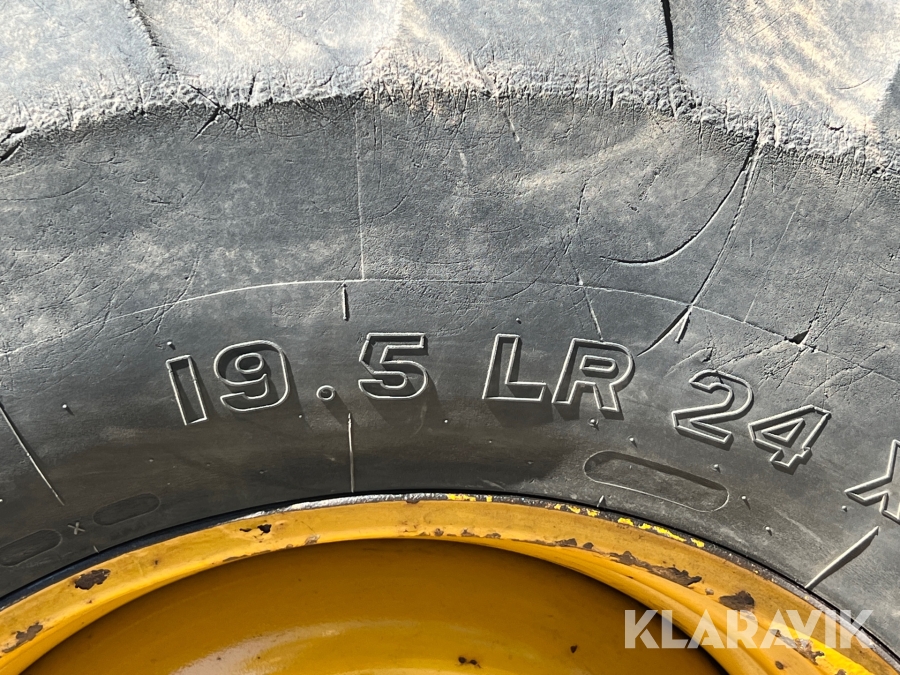 19.5 LR 24 X
KLARAVIK